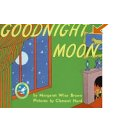 GOODNIGHT MOON
by Margaret Wise Brown
Pictures by Clement Hurd